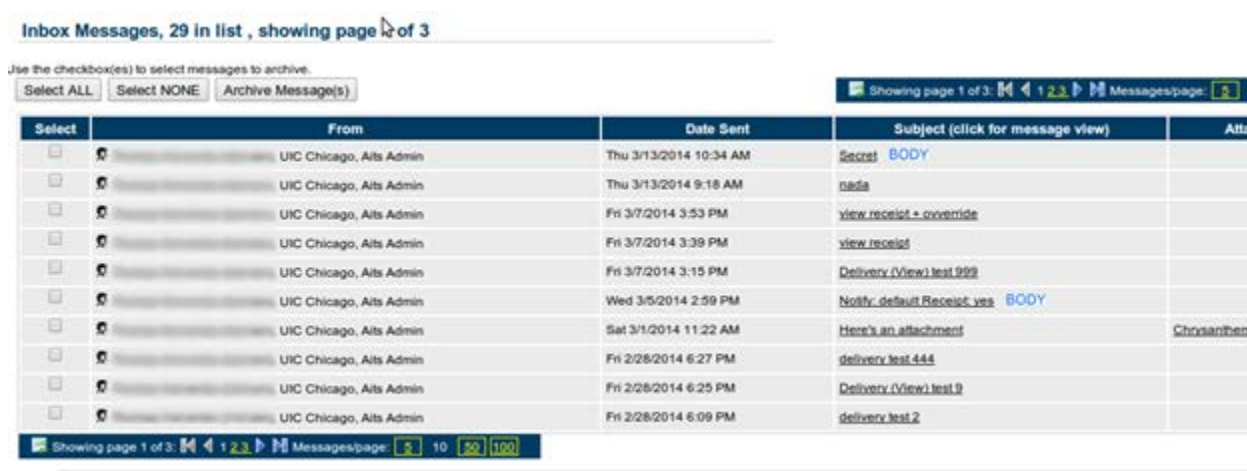 Inbox Messages, 29 in list , showing page of 3
Use the checkbox(es) to select messages to archive.
Select ALL Select NONE Archive Message(s)
Showing page 1 of 3: 1 2 3 Messages/page: 5
Select From Date Sent Subject (click for message view) Atta
UIC Chicago, Aits Admin Thu 3/13/2014 10:34 AM Secret BODY
UIC Chicago, Aits Admin Thu 3/13/2014 9:18 AM nada
UIC Chicago, Aits Admin Fri 3/7/2014 3:53 PM view receipt + ovverride
UIC Chicago, Aits Admin Fri 3/7/2014 3:39 PM view receipt
UIC Chicago, Aits Admin Fri 3/7/2014 3:15 PM Delivery (View) test 999
UIC Chicago, Aits Admin Wed 3/5/2014 2:59 PM Notify: default Receipt: yes BODY
UIC Chicago, Aits Admin Sat 3/1/2014 11:22 AM Here's an attachment Chrysanthem
UIC Chicago, Aits Admin Fri 2/28/2014 6:27 PM delivery test 444
UIC Chicago, Aits Admin Fri 2/28/2014 6:25 PM Delivery (View) test 9
UIC Chicago, Aits Admin Fri 2/28/2014 6:09 PM delivery test 2
Showing page 1 of 3: 1 2 3 Messages/page: 5 10 50 100